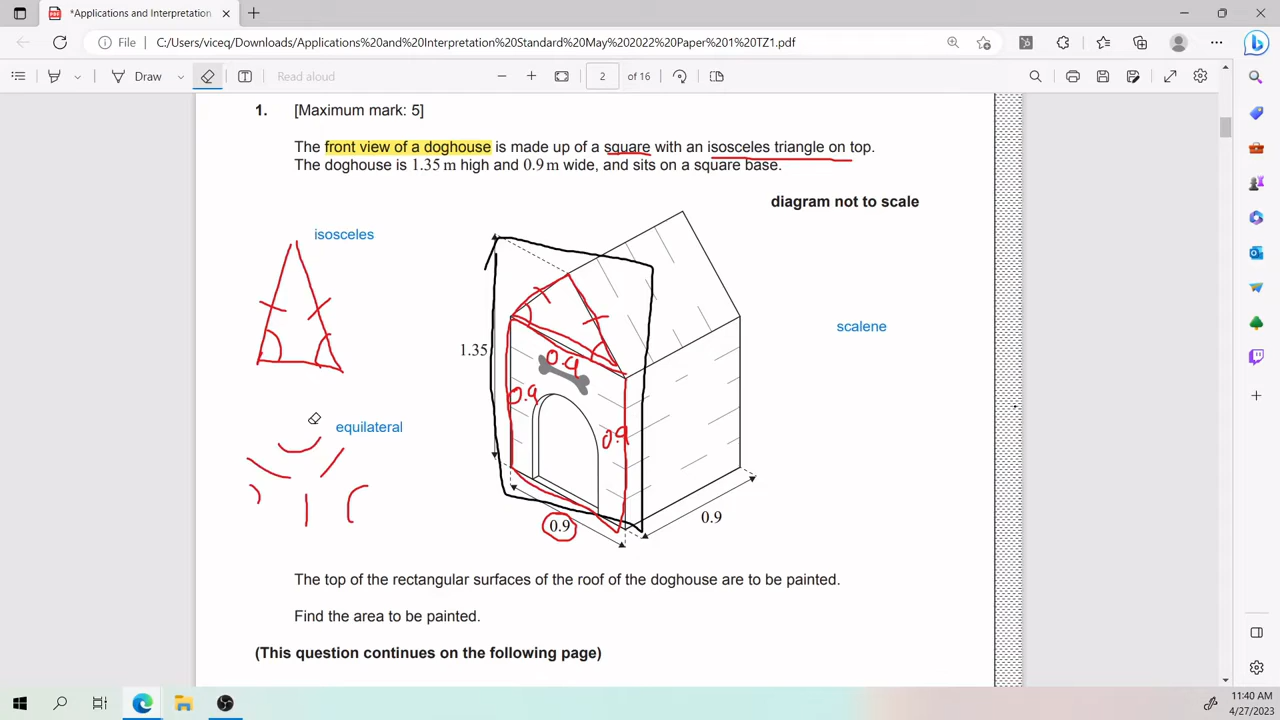 *Applications and Interpretation
File
C:/Users/viceq/Downloads/Applications%20and%20Interpretation%20Standard%20May%202022%20Paper%201%20TZ1.pdf
Draw
Read aloud
2
of 16
1.
[Maximum mark: 5]
The front view of a doghouse is made up of a square with an isosceles triangle on top.
The doghouse is 1.35 m high and 0.9 m wide, and sits on a square base.
diagram not to scale
isosceles
scalene
1.35
0.9
0.9
0.9
equilateral
0.9
0.9
The top of the rectangular surfaces of the roof of the doghouse are to be painted.
Find the area to be painted.
(This question continues on the following page)
11:40 AM
4/27/2023